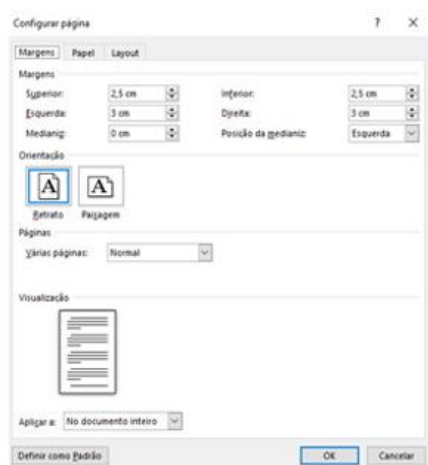 Configurar página ? ×
Margens Papel Layout
Margens
Superior: 2,5 cm Inferior: 2,5 cm
Esquerda: 3 cm Direita: 3 cm
Medianiz: 0 cm Posição da medianiz: Esquerda
Orientação
A A
Retrato Paisagem
Páginas
Várias páginas: Normal
Visualização
Aplicar a: No documento inteiro
Definir como Padrão OK Cancelar